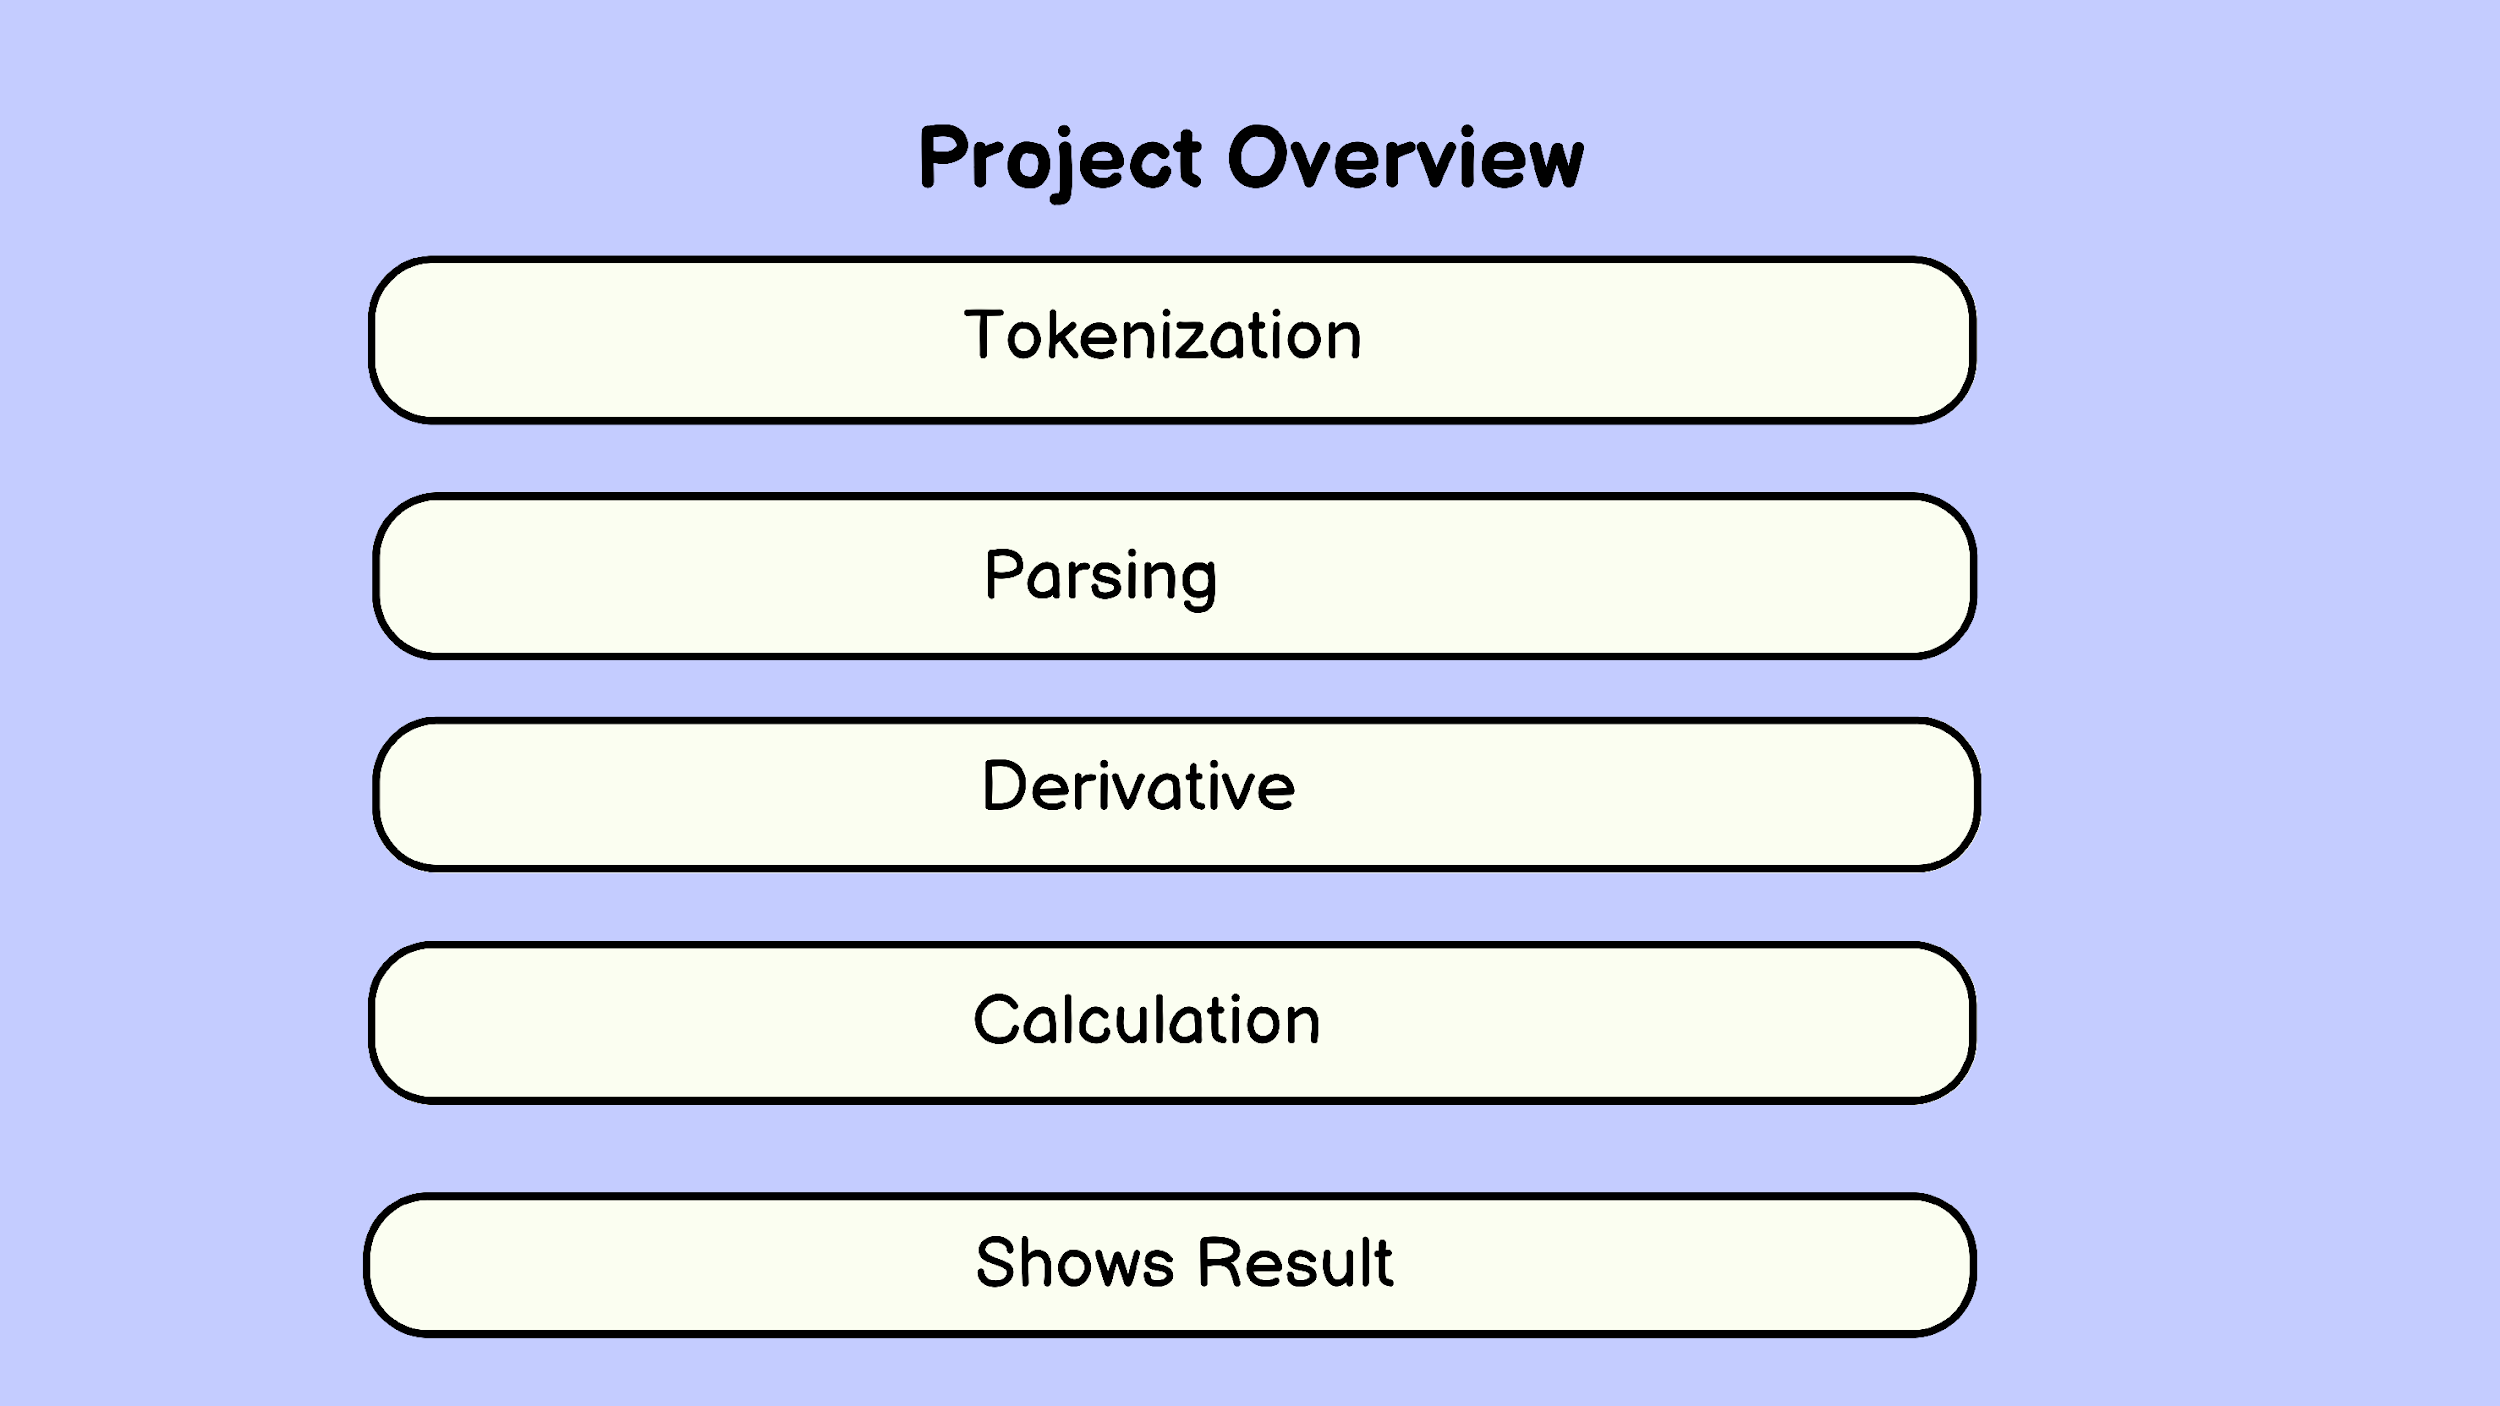 Project Overview
Tokenization
Parsing
Derivative
Calculation
Shows Result